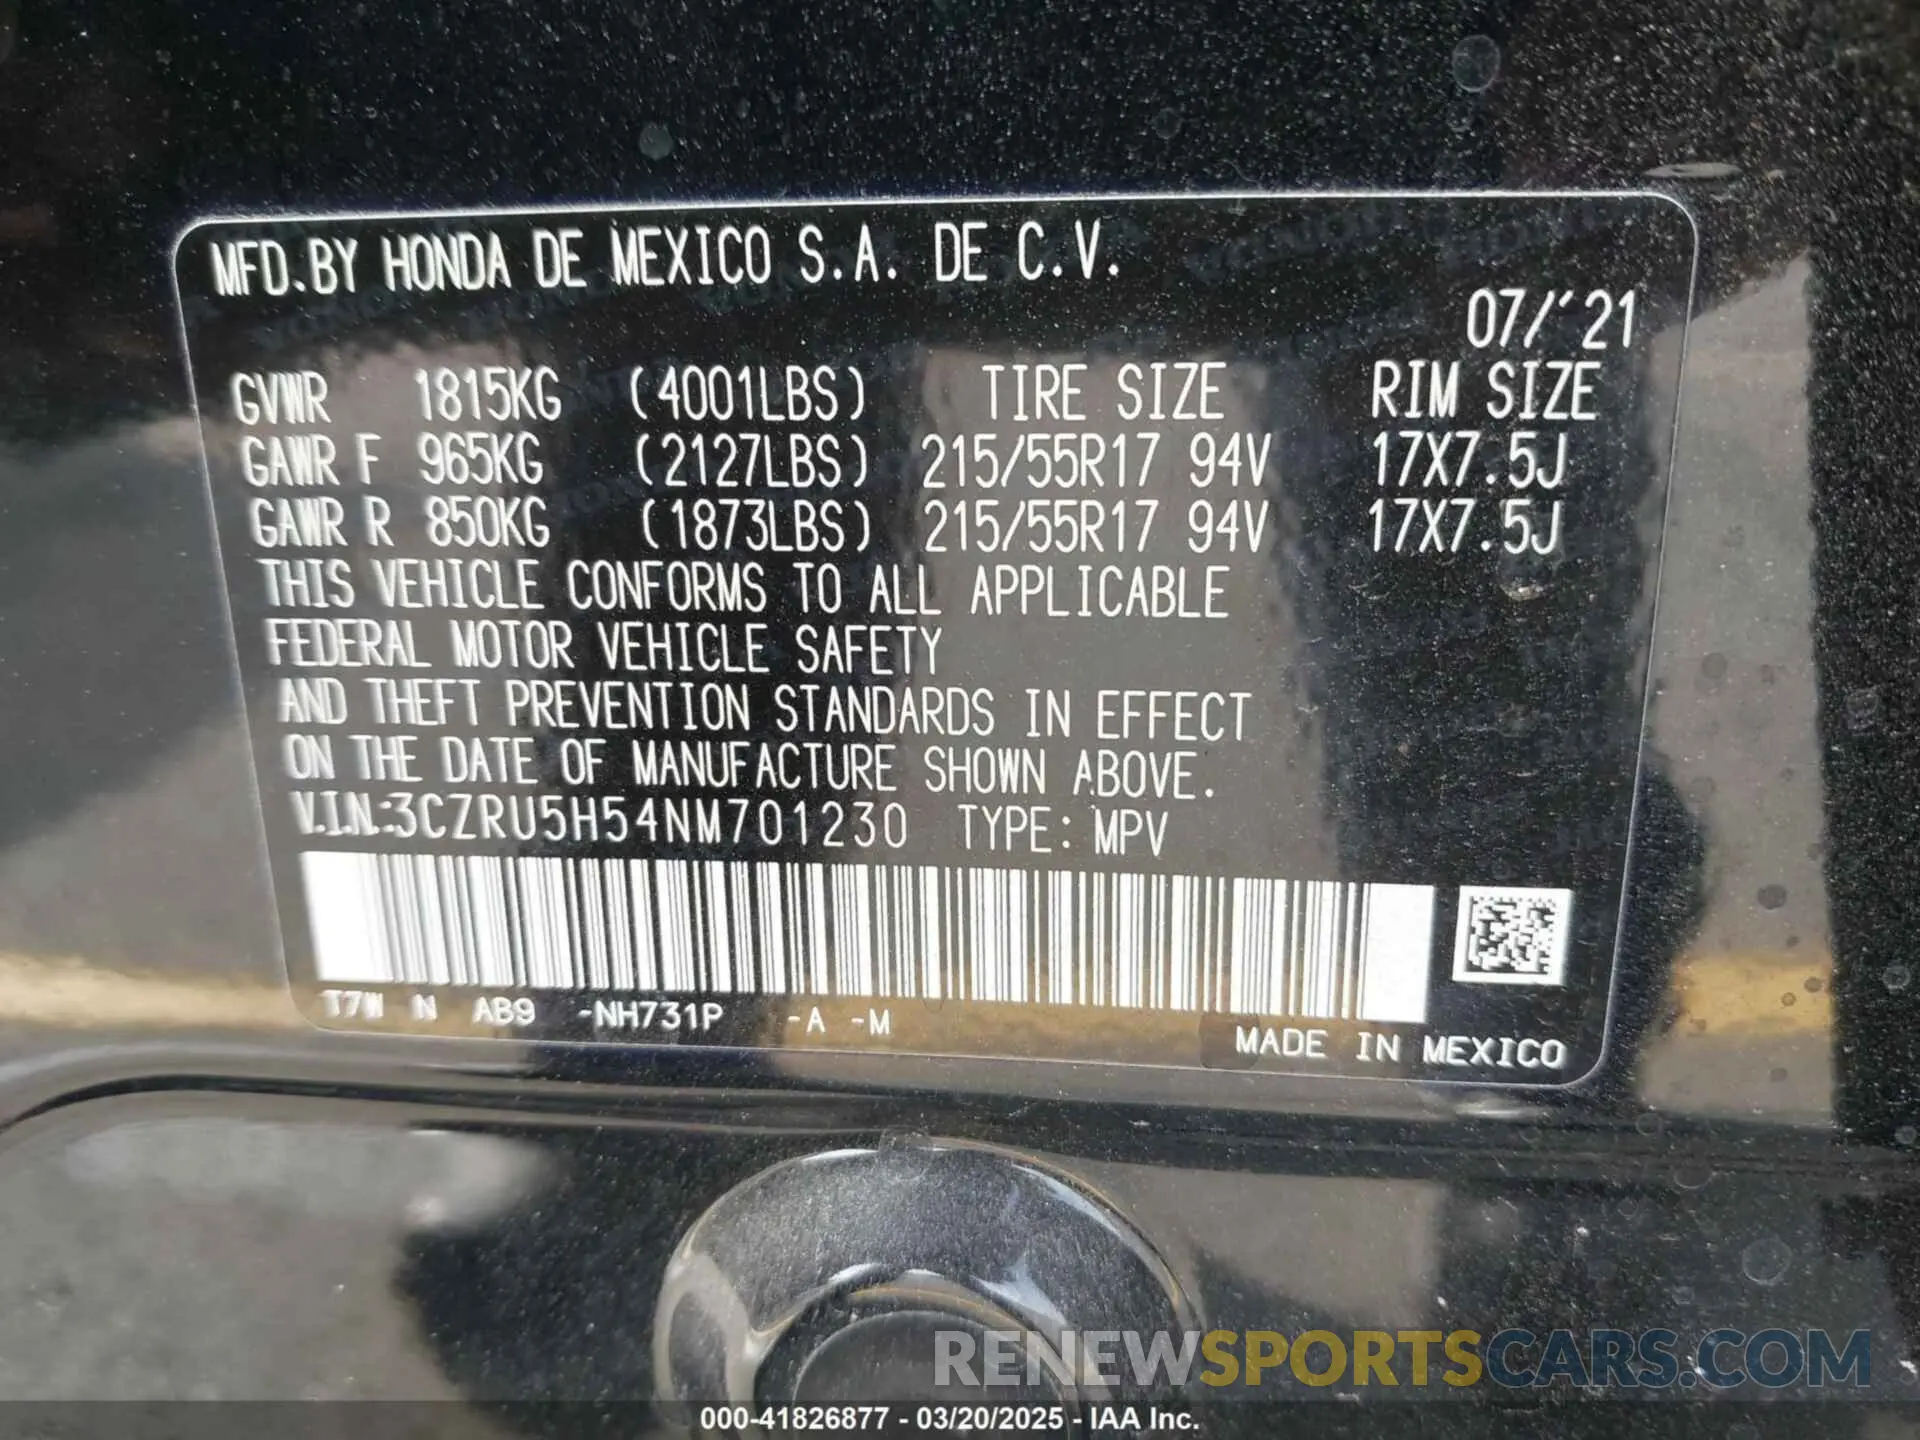 MFD.BY HONDA DE MEXICO S.A. DE C.V.
07/'21
GVWR 1815KG (4001LBS) TIRE SIZE RIM SIZE
GAWR F 965KG (2127LBS) 215/55R17 94V 17X7.5J
GAWR R 850KG (1873LBS) 215/55R17 94V 17X7.5J
THIS VEHICLE CONFORMS TO ALL APPLICABLE
FEDERAL MOTOR VEHICLE SAFETY
AND THEFT PREVENTION STANDARDS IN EFFECT
ON THE DATE OF MANUFACTURE SHOWN ABOVE.
V.I.N.:3CZRU5H54NM701230 TYPE: MPV
T7W N AB9 -NH731P -A -M
MADE IN MEXICO
RENEWSPORTSCARS.COM
000-41826877 - 03/20/2025 - IAA Inc.